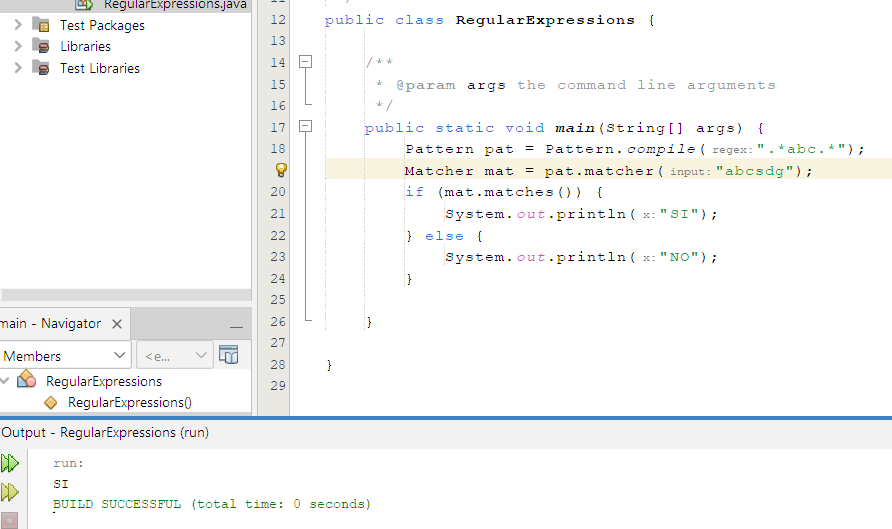 RegularExpressions.java
Test Packages
Libraries
Test Libraries
12 public class RegularExpressions {
13
14 /**
15 * @param args the command line arguments
16 */
17 public static void main(String[] args) {
18 Pattern pat = Pattern.compile( regex: ".*abc.*");
Matcher mat = pat.matcher( input: "abcsdg");
20 if (mat.matches()) {
21 System.out.println( x: "SI");
22 } else {
23 System.out.println( x: "NO");
24 }
25
26 }
27
28 }
29
main - Navigator
Members
<e...
RegularExpressions
RegularExpressions()
Output - RegularExpressions (run)
run:
SI
BUILD SUCCESSFUL (total time: 0 seconds)